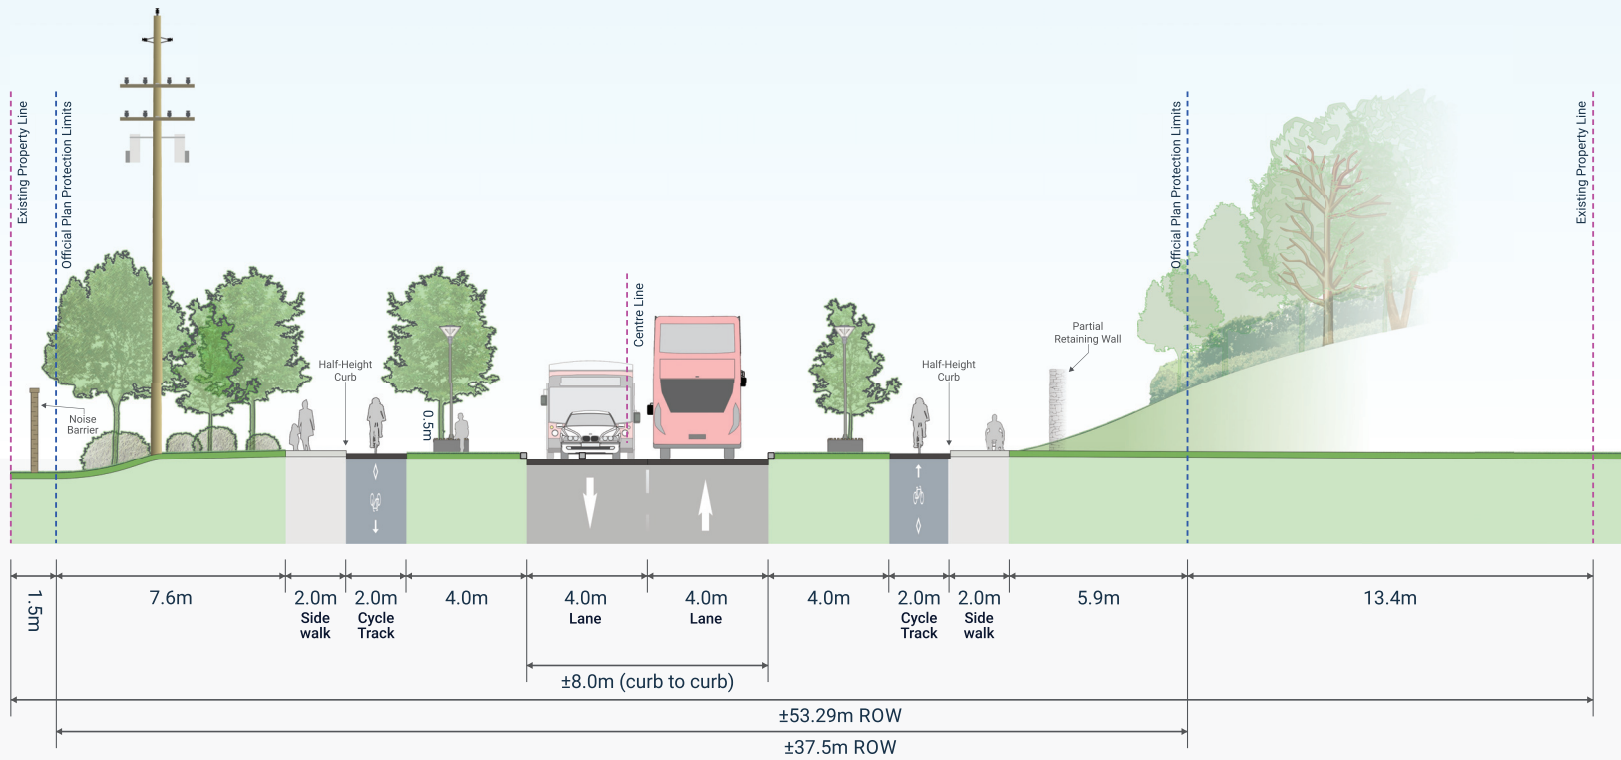 Existing Property Line
Official Plan Protection Limits
Noise
Barrier
Half-Height
Curb
0.5m
Centre Line
Half-Height
Curb
Partial
Retaining Wall
Official Plan Protection Limits
Existing Property Line
1.5m
7.6m
2.0m
Side
walk
2.0m
Cycle
Track
4.0m
4.0m
Lane
4.0m
Lane
4.0m
2.0m
Cycle
Track
2.0m
Side
walk
5.9m
13.4m
±8.0m (curb to curb)
±53.29m ROW
±37.5m ROW